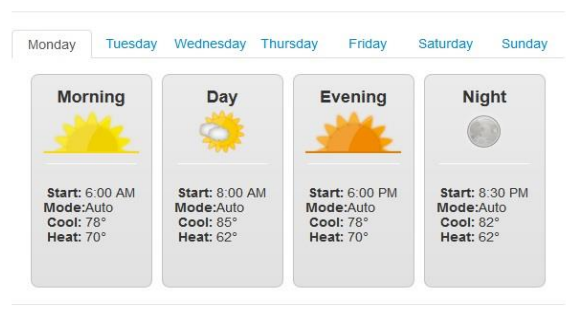 Monday Tuesday Wednesday Thursday Friday Saturday Sunday
Morning
Start: 6:00 AM
Mode:Auto
Cool: 78°
Heat: 70°
Day
Start: 8:00 AM
Mode:Auto
Cool: 85°
Heat: 62°
Evening
Start: 6:00 PM
Mode:Auto
Cool: 78°
Heat: 70°
Night
Start: 8:30 PM
Mode:Auto
Cool: 82°
Heat: 62°